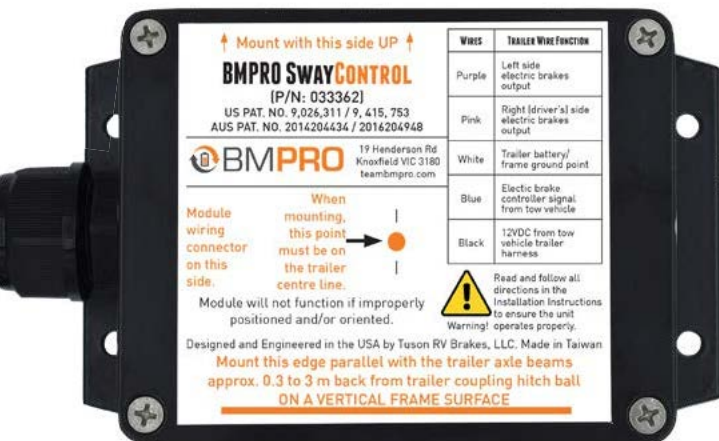 Mount with this side UP
BMPRO SWAYCONTROL
(P/N: 033362)
US PAT. NO. 9,026,311 / 9, 415, 753
AUS PAT. NO. 2014204434 / 2016204948
BMPRO
19 Henderson Rd
Knoxfield VIC 3180
teambmpro.com
Module
wiring
connector
on this
side.
When
mounting,
this point
must be on
the trailer
centre line.
Module will not function if improperly
positioned and/or oriented.
WIRES TRAILER WIRE FUNCTION
Purple
Left side
electric brakes
output
Pink
Right (driver's) side
electric brakes
output
White
Trailer battery/
frame ground point
Blue
Electic brake
controller signal
from tow vehicle
Black
12VDC from tow
vehicle trailer
harness
Warning!
Read and follow all
directions in the
Installation Instructions
to ensure the unit
operates properly.
Designed and Engineered in the USA by Tuson RV Brakes, LLC. Made in Taiwan
Mount this edge parallel with the trailer axle beams
approx. 0.3 to 3 m back from trailer coupling hitch ball
ON A VERTICAL FRAME SURFACE